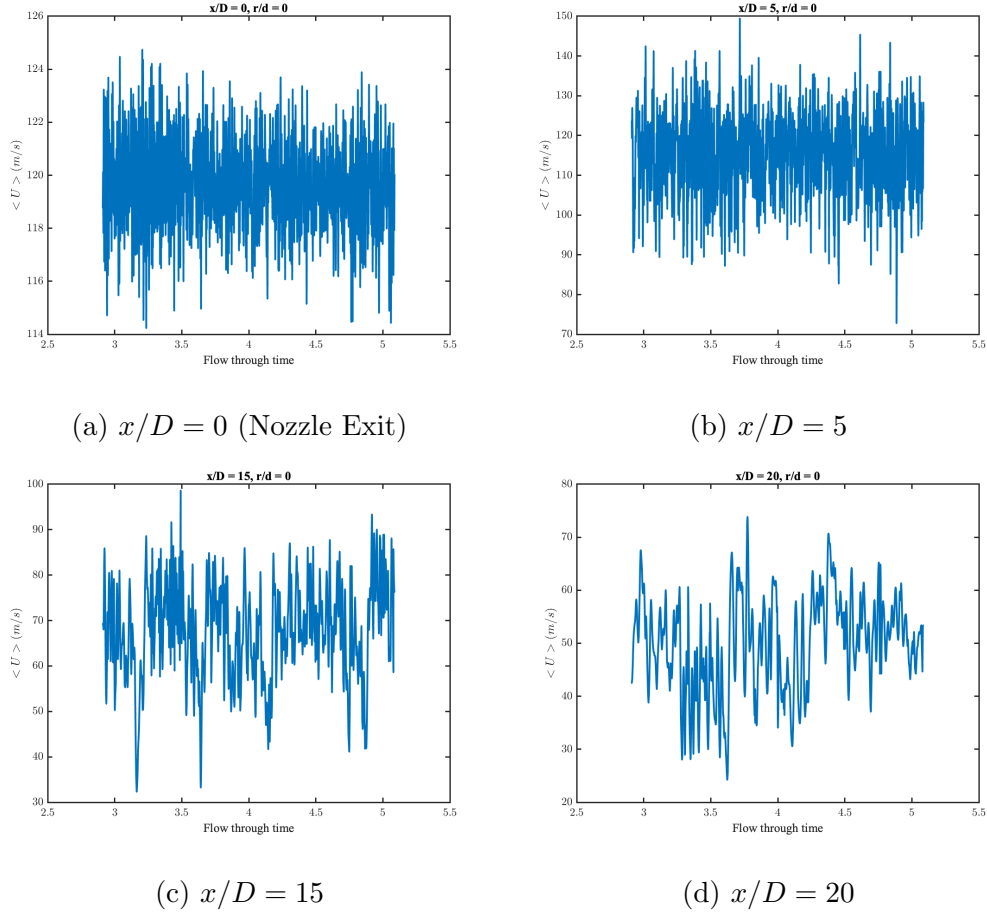 x/D = 0, r/d = 0
126
124
122
120
118
116
114
< U > (m/s)
2.5 3 3.5 4 4.5 5 5.5
Flow through time
(a) x/D = 0 (Nozzle Exit)
x/D = 5, r/d = 0
150
140
130
120
110
100
90
80
70
< U > (m/s)
2.5 3 3.5 4 4.5 5 5.5
Flow through time
(b) x/D = 5
x/D = 15, r/d = 0
100
90
80
70
60
50
40
30
< U > (m/s)
2.5 3 3.5 4 4.5 5 5.5
Flow through time
(c) x/D = 15
x/D = 20, r/d = 0
80
70
60
50
40
30
20
< U > (m/s)
2.5 3 3.5 4 4.5 5 5.5
Flow through time
(d) x/D = 20